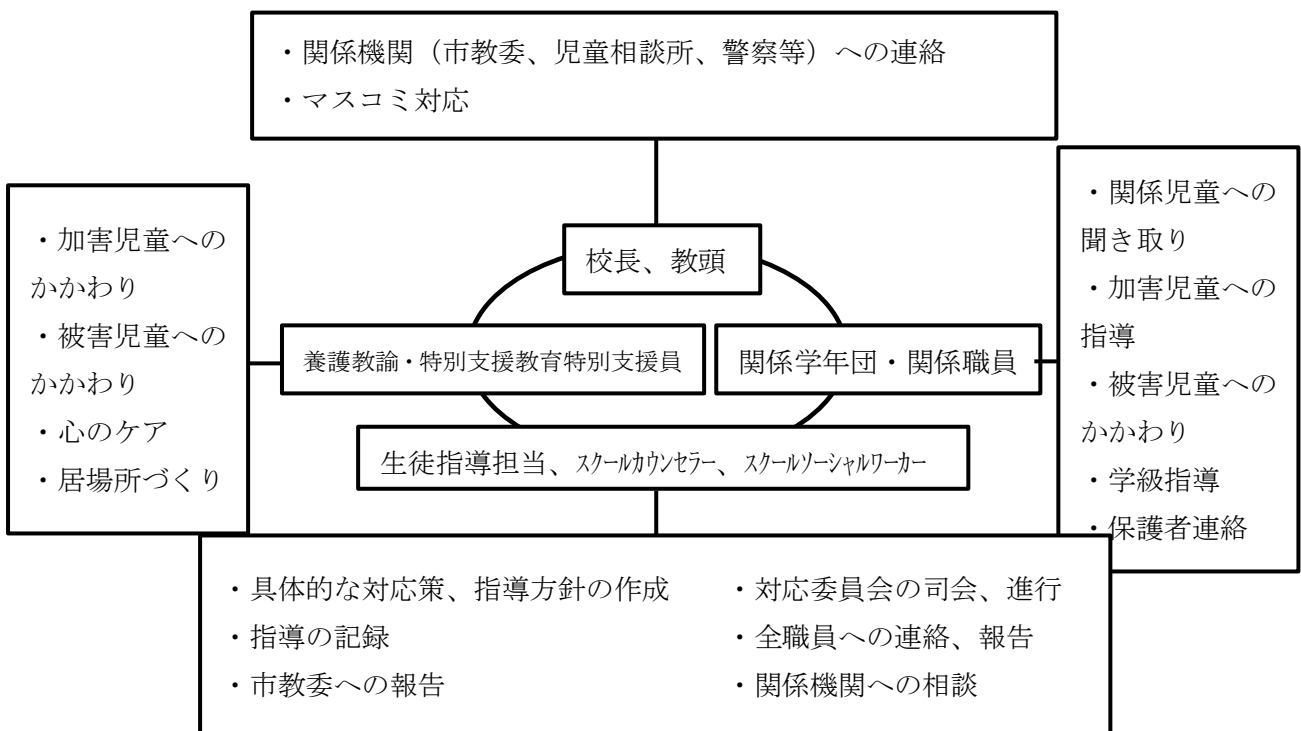 ・関係機関（市教委、児童相談所、警察等）への連絡
・マスコミ対応
・加害児童への
かかわり
・被害児童への
かかわり
・心のケア
・居場所づくり
校長、教頭
養護教諭・特別支援教育特別支援員
関係学年団・関係職員
生徒指導担当、スクールカウンセラー、スクールソーシャルワーカー
・関係児童への
聞き取り
・加害児童への
指導
・被害児童への
かかわり
・学級指導
・保護者連絡
・具体的な対応策、指導方針の作成
・対応委員会の司会、進行
・指導の記録
・全職員への連絡、報告
・市教委への報告
・関係機関への相談